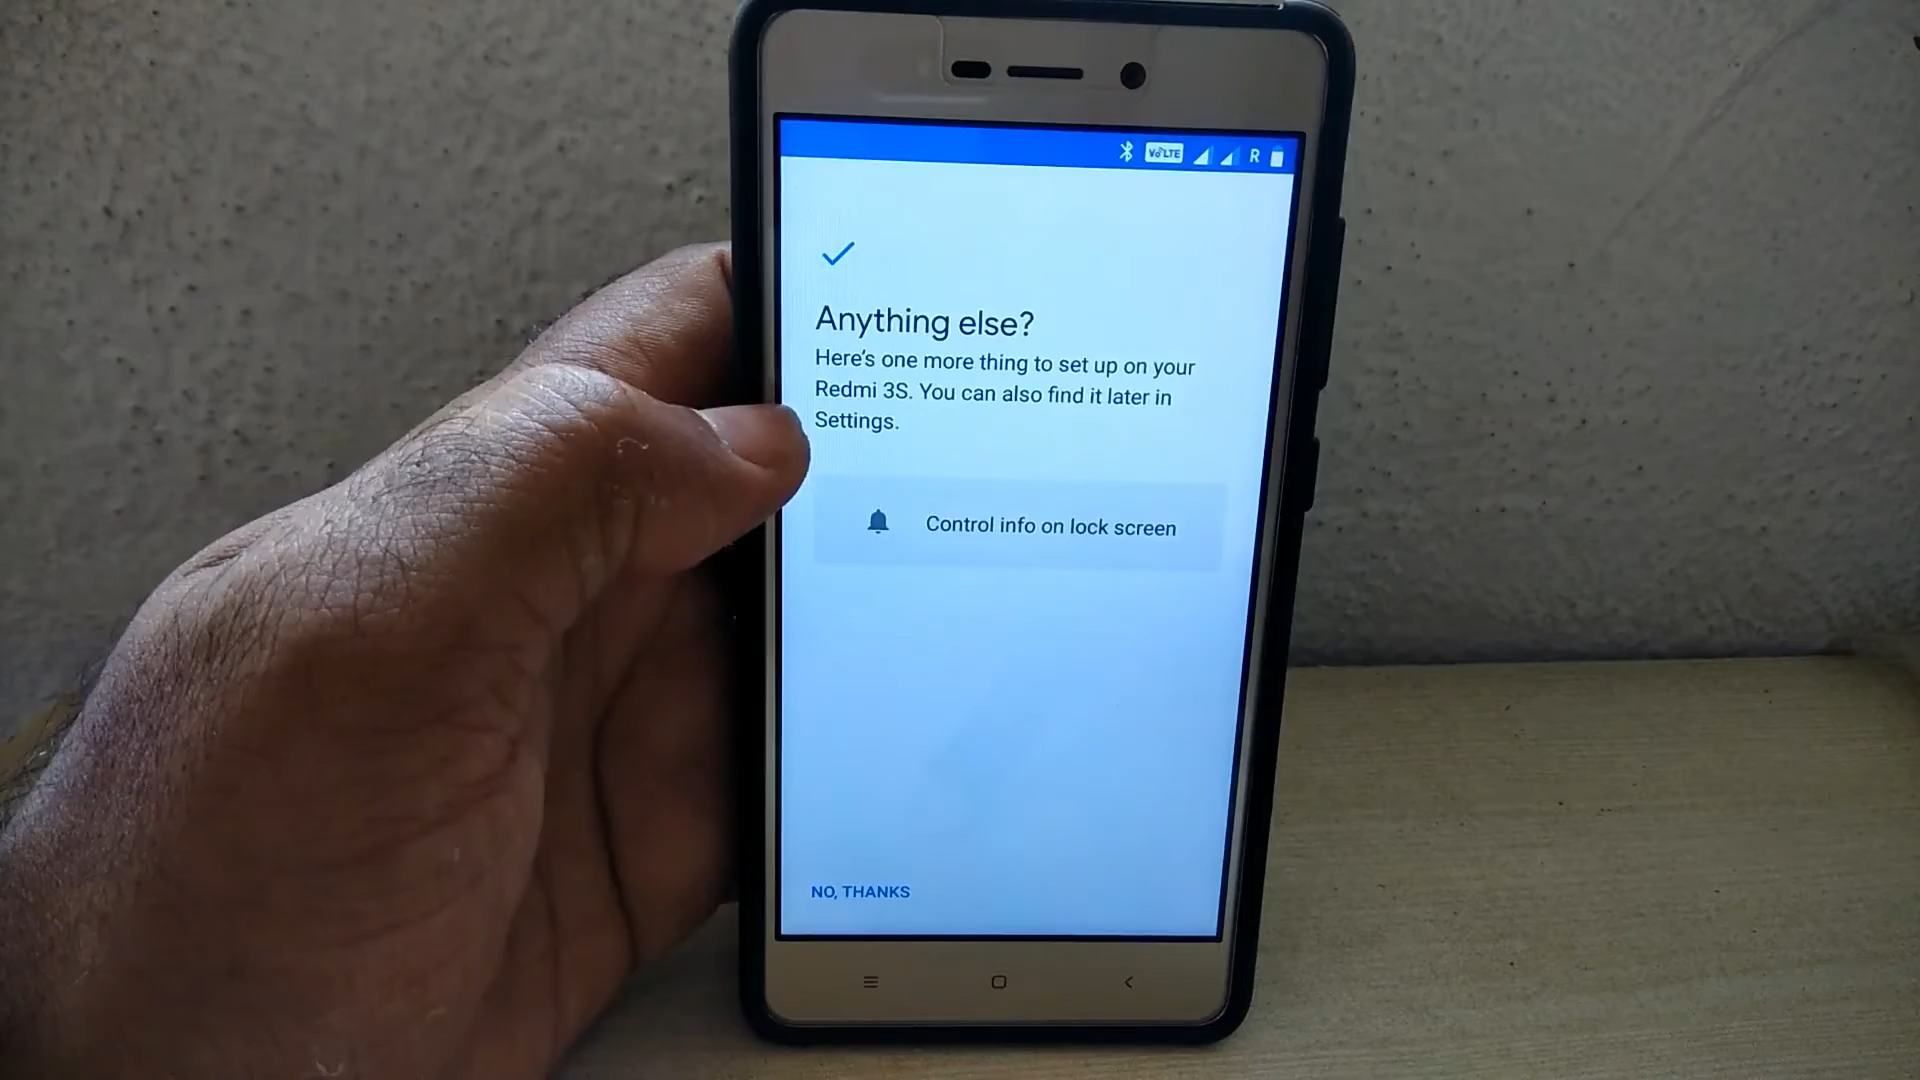 VoLTE R
Anything else?
Here's one more thing to set up on your
Redmi 3S. You can also find it later in
Settings.
Control info on lock screen
NO, THANKS